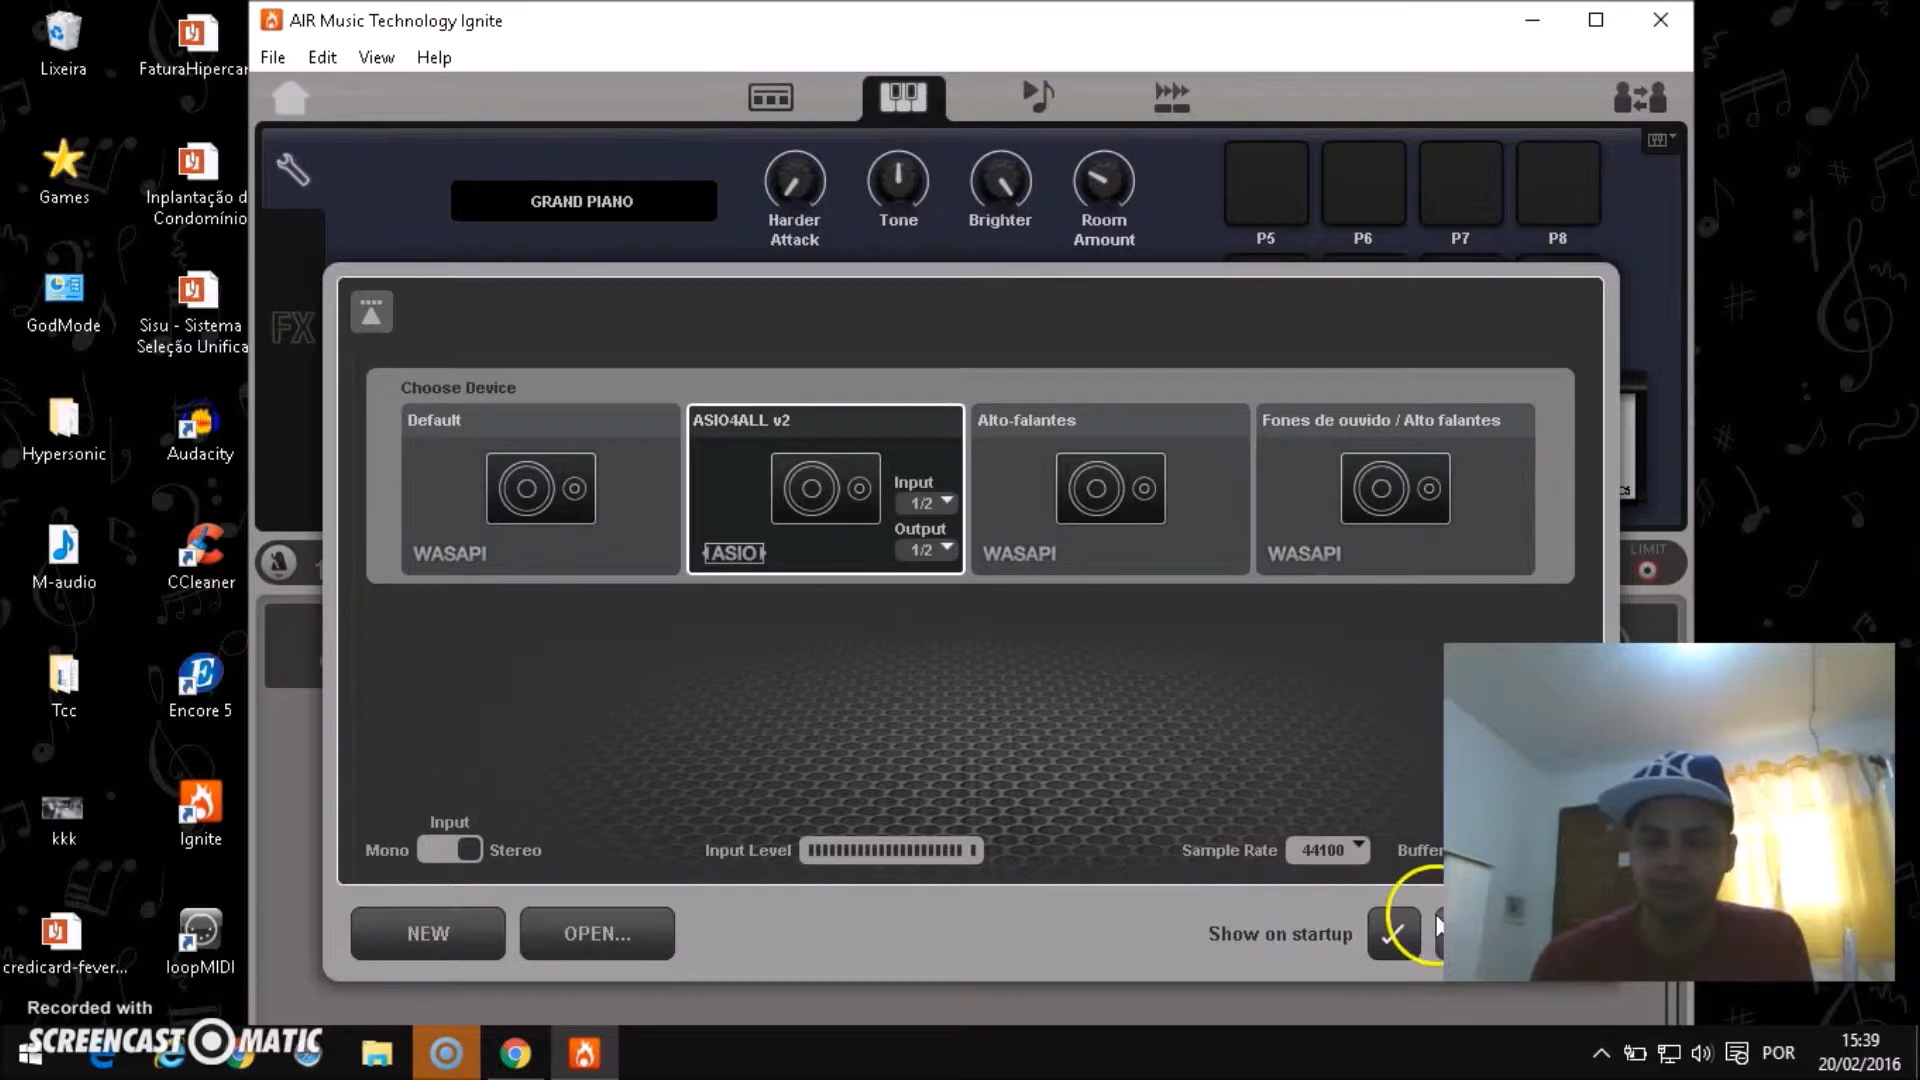 AIR Music Technology Ignite
File Edit View Help
Lixeira
FaturaHipercar
Games
Inplantação d
Condomínio
GodMode
Sisu - Sistema
Seleção Unifica
Hypersonic
Audacity
M-audio
CCleaner
Tcc
Encore 5
kkk
Ignite
credicard-fever...
loopMIDI
GRAND PIANO
Harder
Attack
Tone
Brighter
Room
Amount
P5
P6
P7
P8
FX
Choose Device
Default
WASAPI
ASIO4ALL v2
Input
1/2
Output
1/2
ASIO
Alto-falantes
WASAPI
Fones de ouvido / Alto falantes
WASAPI
LIMIT
Input
Mono
Stereo
Input Level
Sample Rate
44100
Buffer
NEW
OPEN...
Show on startup
Recorded with
SCREENCAST MATIC
POR
15:39
20/02/2016